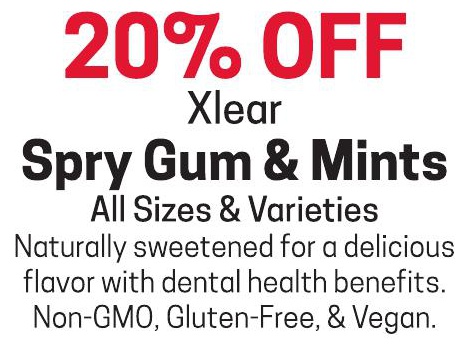 20% OFF
Xlear
Spry Gum & Mints
All Sizes & Varieties
Naturally sweetened for a delicious
flavor with dental health benefits.
Non-GMO, Gluten-Free, & Vegan.